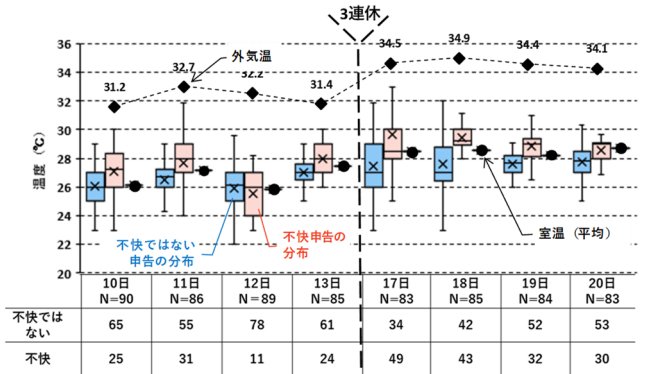 3連休
36
34
32
30
28
26
24
22
20
温度（℃）
31.2
32.7
32.2
31.4
34.5
34.9
34.4
34.1
外気温
不快ではない
申告の分布
不快申告の
分布
室温（平均）
10日 11日 12日 13日 17日 18日 19日 20日
N=90 N=86 N=89 N=85 N=83 N=85 N=84 N=83
不快では
ない
65 55 78 61 34 42 52 53
不快 25 31 11 24 49 43 32 30